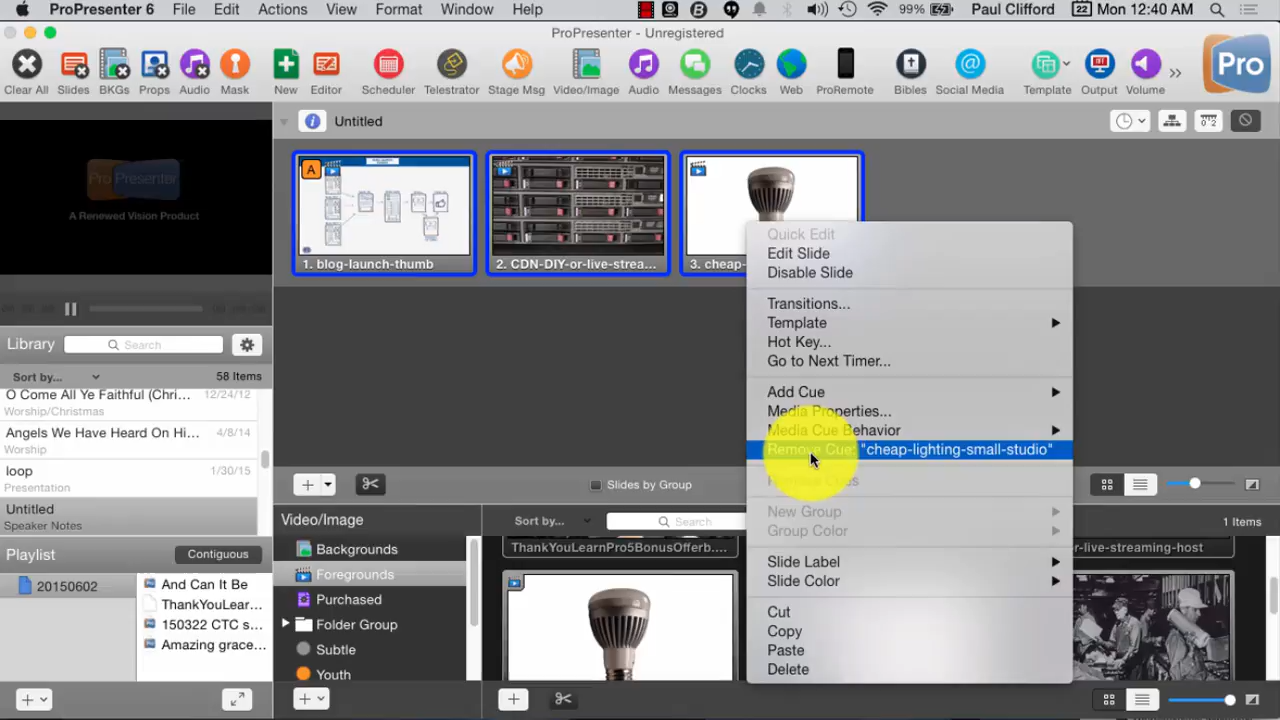 ProPresenter 6 File Edit Actions View Format Window Help 99% Paul Clifford 22 Mon 12:40 AM
ProPresenter - Unregistered
Clear All Slides BKGs Props Audio Mask New Editor Scheduler Telestrator Stage Msg Video/Image Audio Messages Clocks Web ProRemote Bibles Social Media Template Output Volume Pro
Untitled
ProPresenter
A Renewed Vision Product
1. blog-launch-thumb
2. CDN-DIY-or-live-strea...
3. cheap-
Quick Edit
Edit Slide
Disable Slide
Transitions...
Template
Hot Key...
Go to Next Timer...
Add Cue
Media Properties...
Media Cue Behavior
Remove Cue: "cheap-lighting-small-studio"
New Group
Group Color
Slide Label
Slide Color
Cut
Copy
Paste
Delete
Library Search
Sort by... 58 Items
O Come All Ye Faithful (Chri... 12/24/12
Worship/Christmas
Angels We Have Heard On Hi... 4/8/14
Worship
loop 1/30/15
Presentation
Untitled
Speaker Notes
Slides by Group
Playlist Contiguous
20150602
And Can It Be
ThankYouLear...
150322 CTC s...
Amazing grace...
Video/Image
Backgrounds
Foregrounds
Purchased
Folder Group
Subtle
Youth
Sort by... Search 1 Items
ThankYouLearnPro5BonusOfferb....
or-live-streaming-host